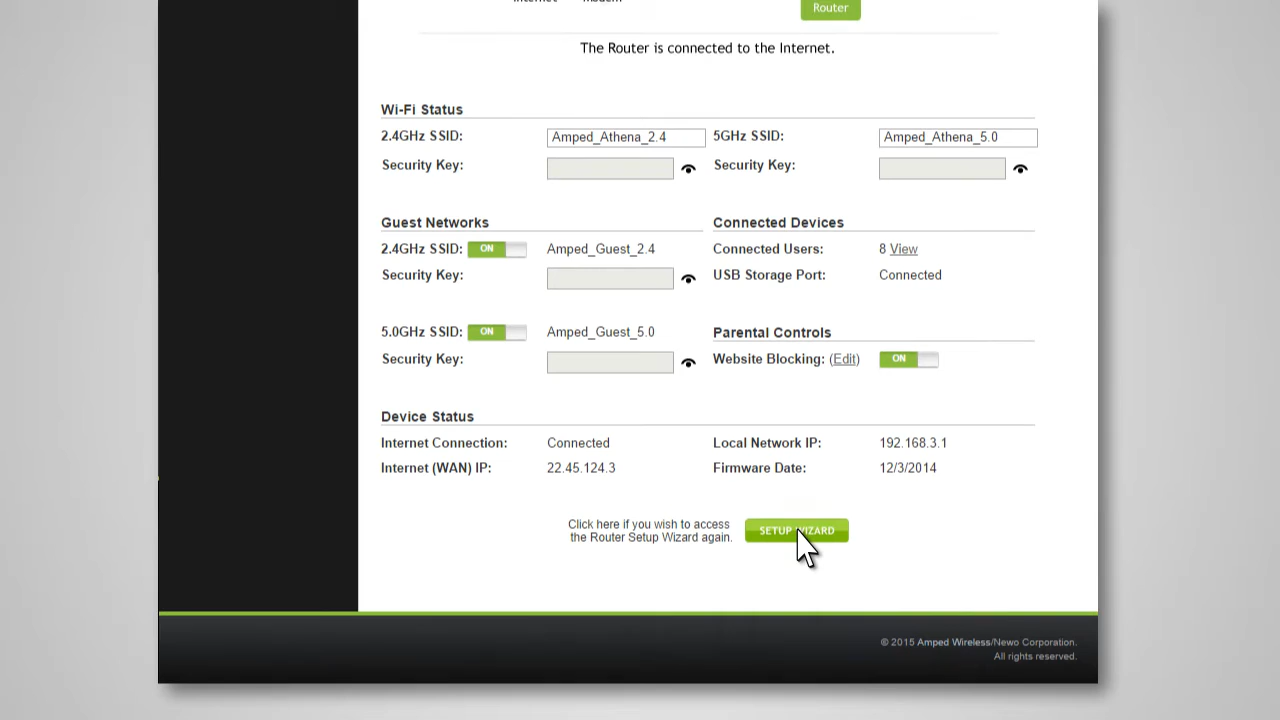 Internet Modem
Router
The Router is connected to the Internet.
Wi-Fi Status
2.4GHz SSID: Amped_Athena_2.4 5GHz SSID: Amped_Athena_5.0
Security Key: Security Key:
Guest Networks Connected Devices
2.4GHz SSID: ON Amped_Guest_2.4 Connected Users: 8 View
Security Key: USB Storage Port: Connected
5.0GHz SSID: ON Amped_Guest_5.0 Parental Controls
Security Key: Website Blocking: (Edit) ON
Device Status
Internet Connection: Connected Local Network IP: 192.168.3.1
Internet (WAN) IP: 22.45.124.3 Firmware Date: 12/3/2014
Click here if you wish to access
the Router Setup Wizard again.
SETUP WIZARD
© 2015 Amped Wireless/Newo Corporation.
All rights reserved.